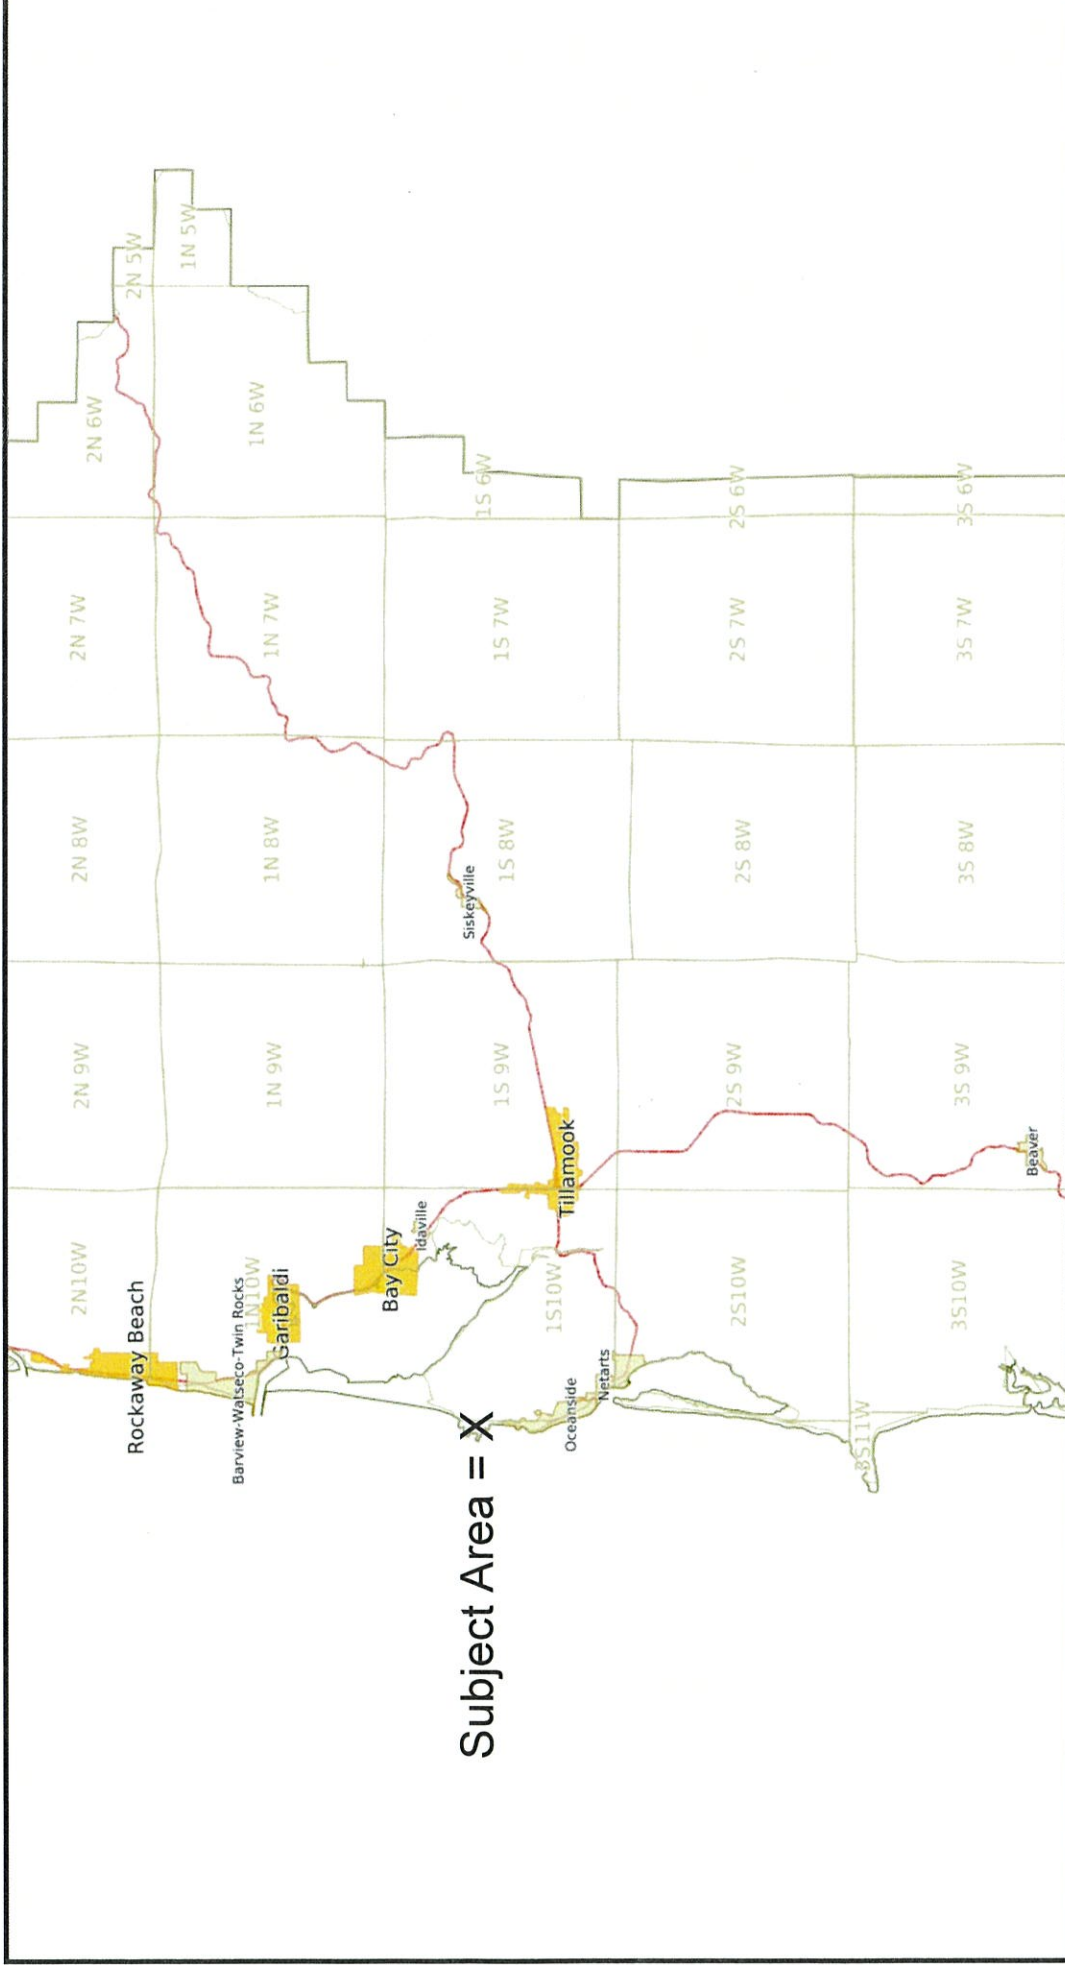 2N10W
2N 9W
2N 8W
2N 7W
2N 6W
2N 5W
Rockaway Beach
1N 5W
Barview-Watseco-Twin Rocks
1N10W
1N 9W
1N 8W
1N 7W
1N 6W
Garibaldi
Bay City
Idaville
Siskeyville
Subject Area = X
1S10W
1S 9W
1S 8W
1S 7W
1S 6W
Tillamook
Oceanside
Netarts
2S10W
2S 9W
2S 8W
2S 7W
2S 6W
3S11W
3S10W
3S 9W
3S 8W
3S 7W
3S 6W
Beaver